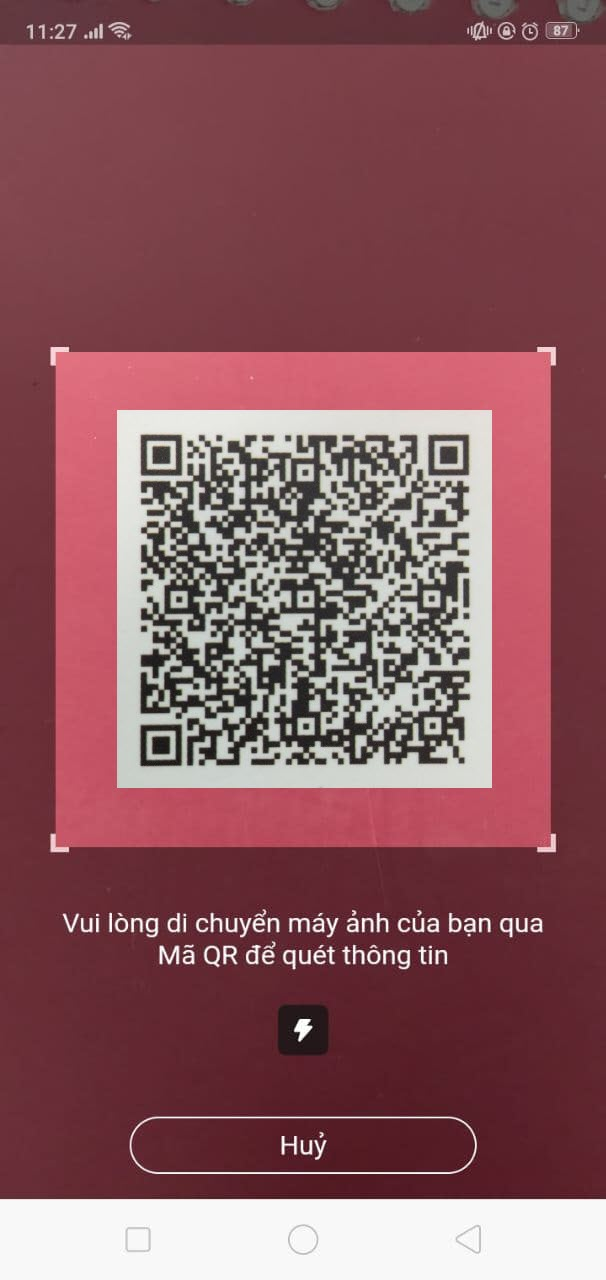 11:27
87
Vui lòng di chuyển máy ảnh của bạn qua
Mã QR để quét thông tin
Huỷ